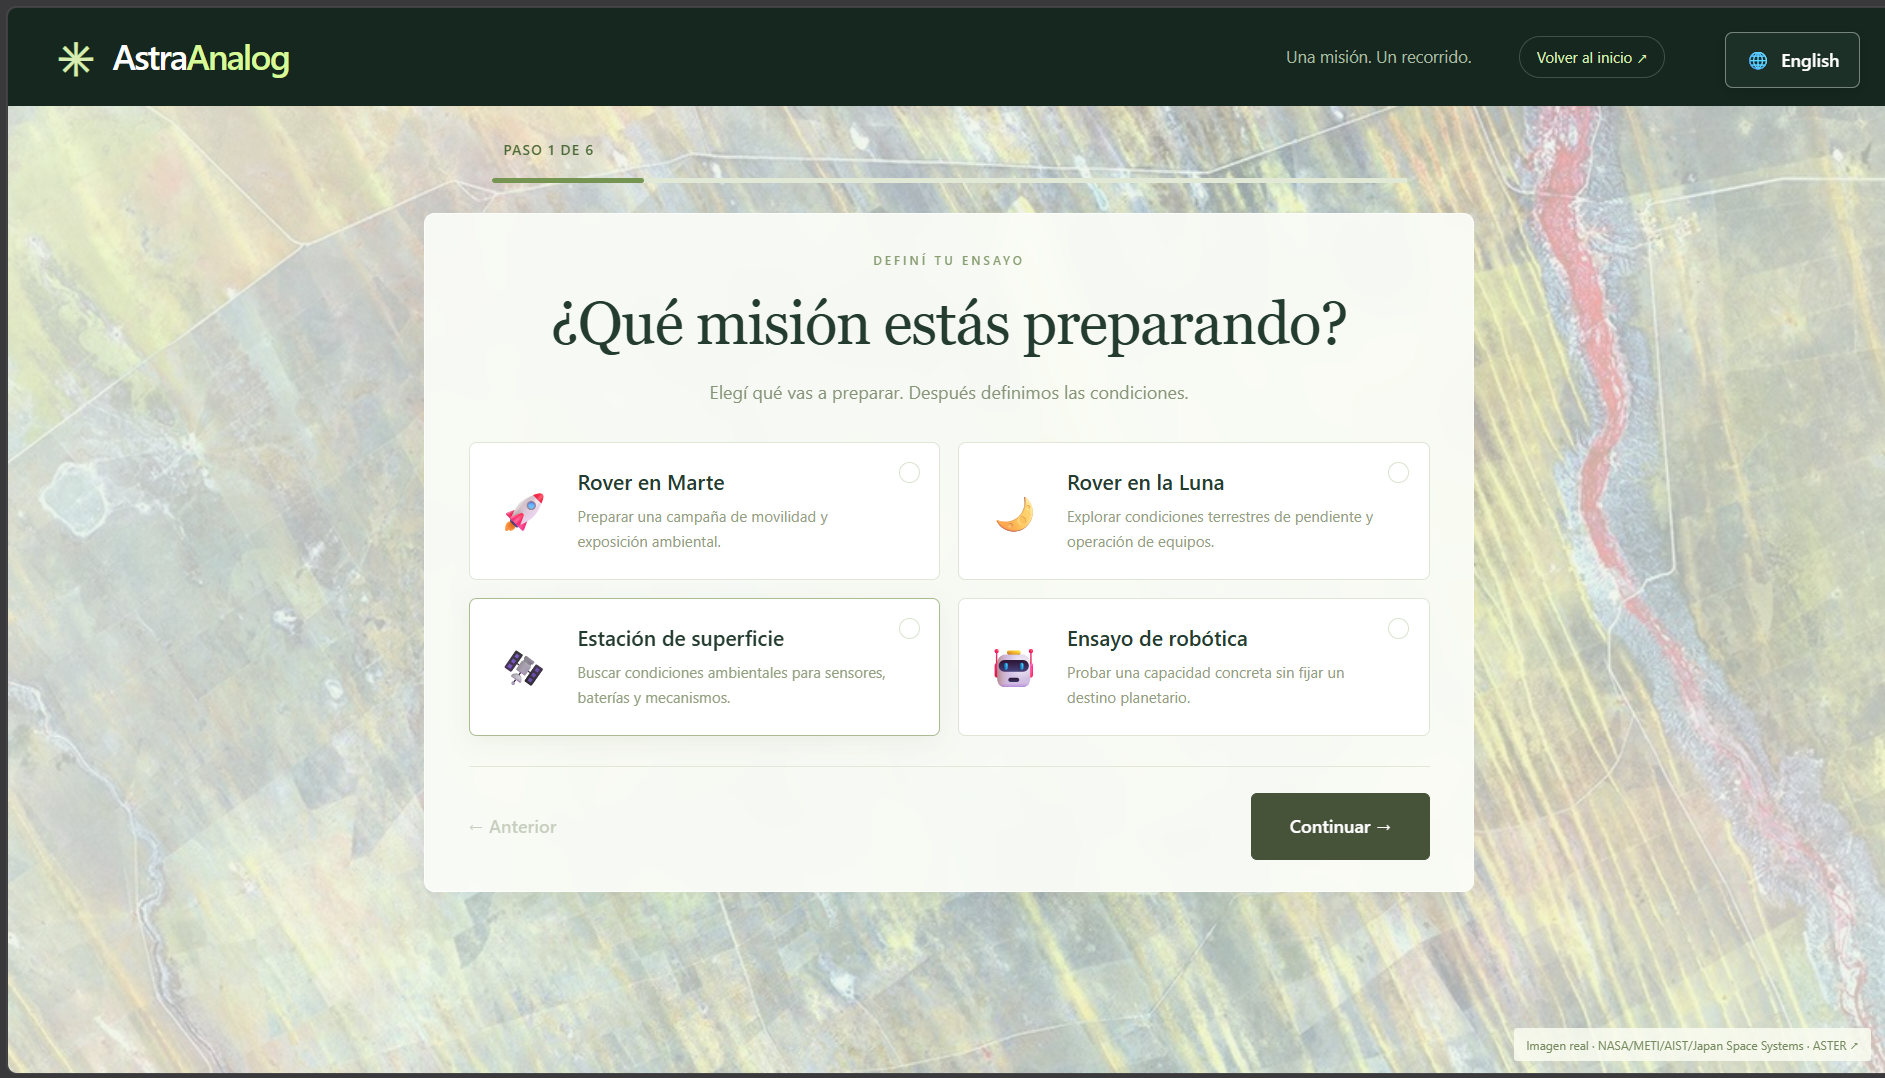 AstraAnalog
Una misión. Un recorrido.
Volver al inicio ↗
English
PASO 1 DE 6
DEFINÍ TU ENSAYO
¿Qué misión estás preparando?
Elegí qué vas a preparar. Después definimos las condiciones.
Rover en Marte
Preparar una campaña de movilidad y
exposición ambiental.
Rover en la Luna
Explorar condiciones terrestres de pendiente y
operación de equipos.
Estación de superficie
Buscar condiciones ambientales para sensores,
baterías y mecanismos.
Ensayo de robótica
Probar una capacidad concreta sin fijar un
destino planetario.
← Anterior
Continuar →
Imagen real · NASA/METI/AIST/Japan Space Systems · ASTER ↗